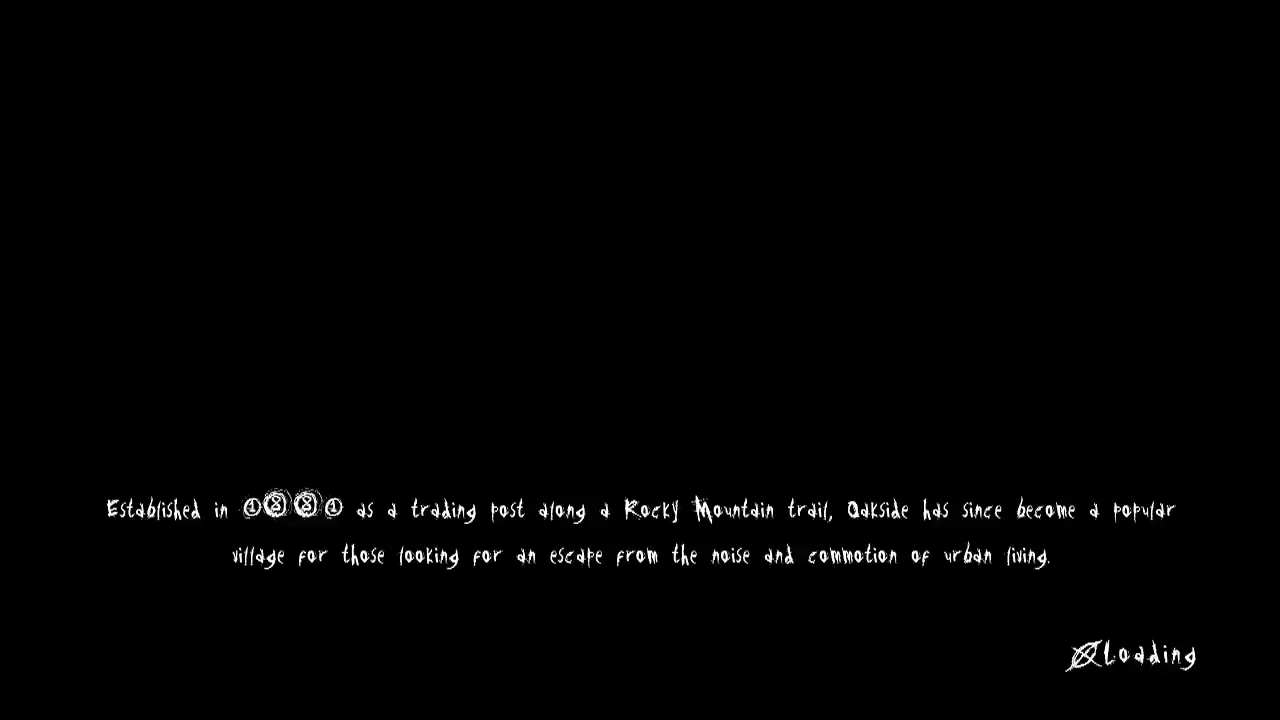 Established in ①⑧⑧① as a trading post along a Rocky Mountain trail, Oakside has since become a popular
village for those looking for an escape from the noise and commotion of urban living.
Loading